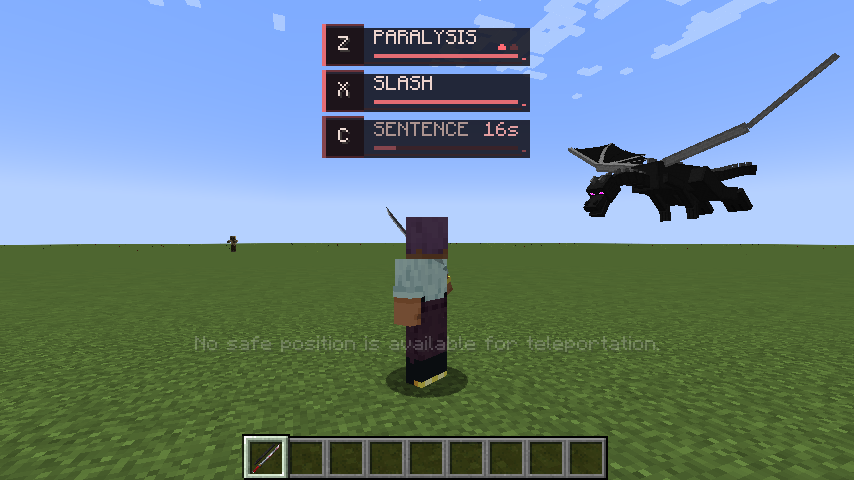 Z PARALYSIS
X SLASH
C SENTENCE 16s
No safe position is available for teleportation.